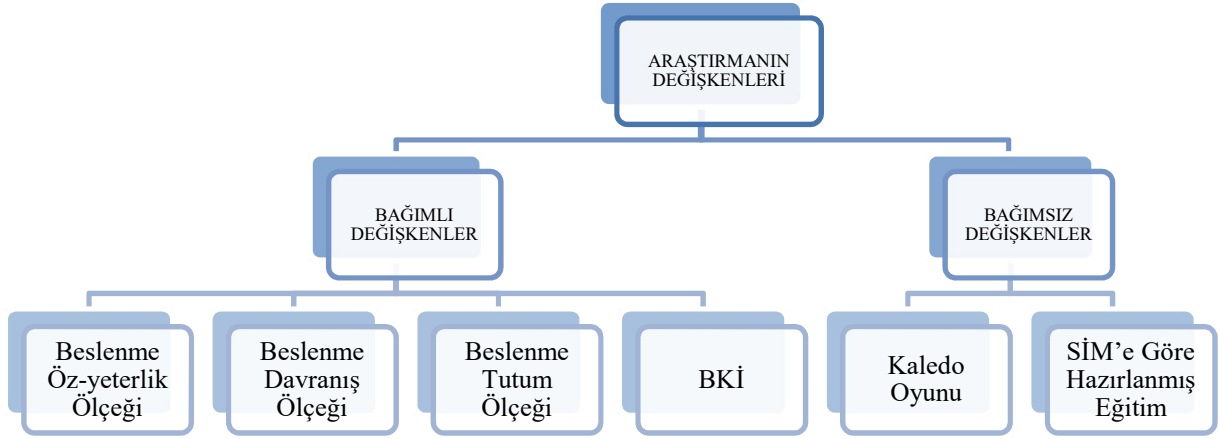 ARAŞTIRMANIN
DEĞİŞKENLERİ
BAĞIMLI
DEĞİŞKENLER
BAĞIMSIZ
DEĞİŞKENLER
Beslenme
Öz-yeterlik
Ölçeği
Beslenme
Davranış
Ölçeği
Beslenme
Tutum
Ölçeği
BKİ
Kaledo
Oyunu
SİM’e Göre
Hazırlanmış
Eğitim